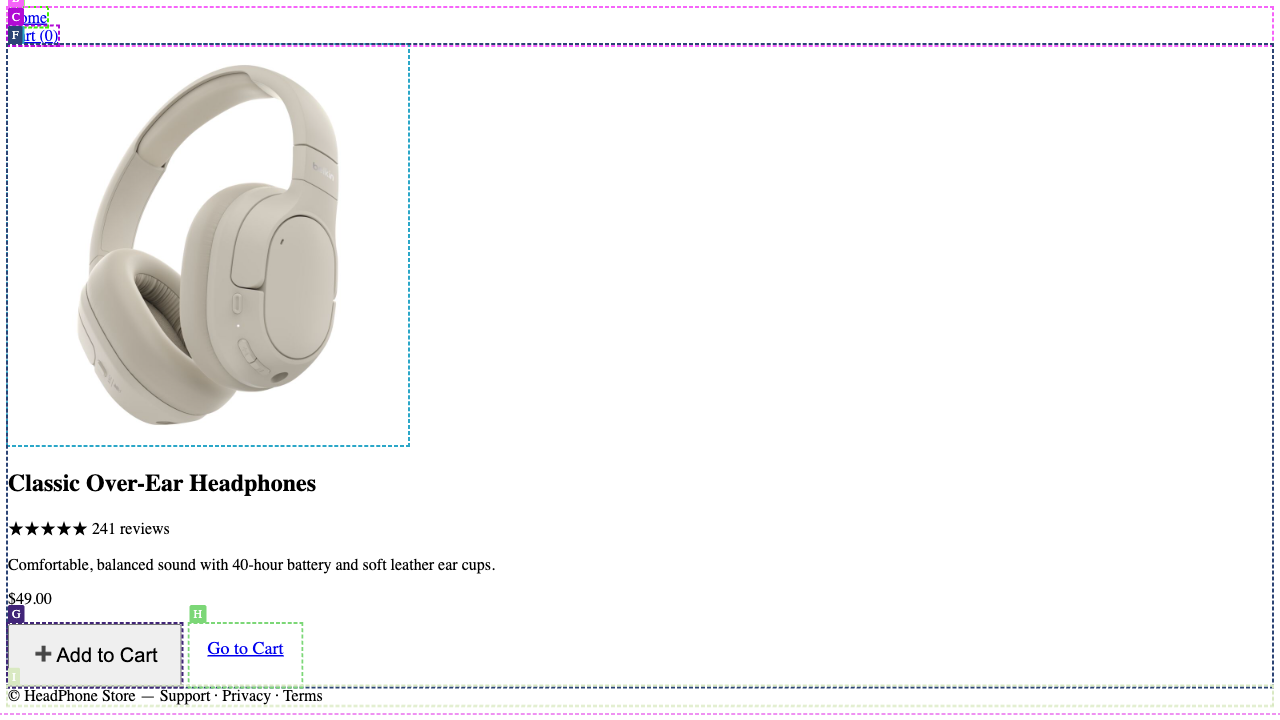 C
ome
F
rt (0)
Classic Over-Ear Headphones
★★★★★ 241 reviews
Comfortable, balanced sound with 40-hour battery and soft leather ear cups.
$49.00
G
H
➕ Add to Cart
Go to Cart
I
© HeadPhone Store — Support · Privacy · Terms